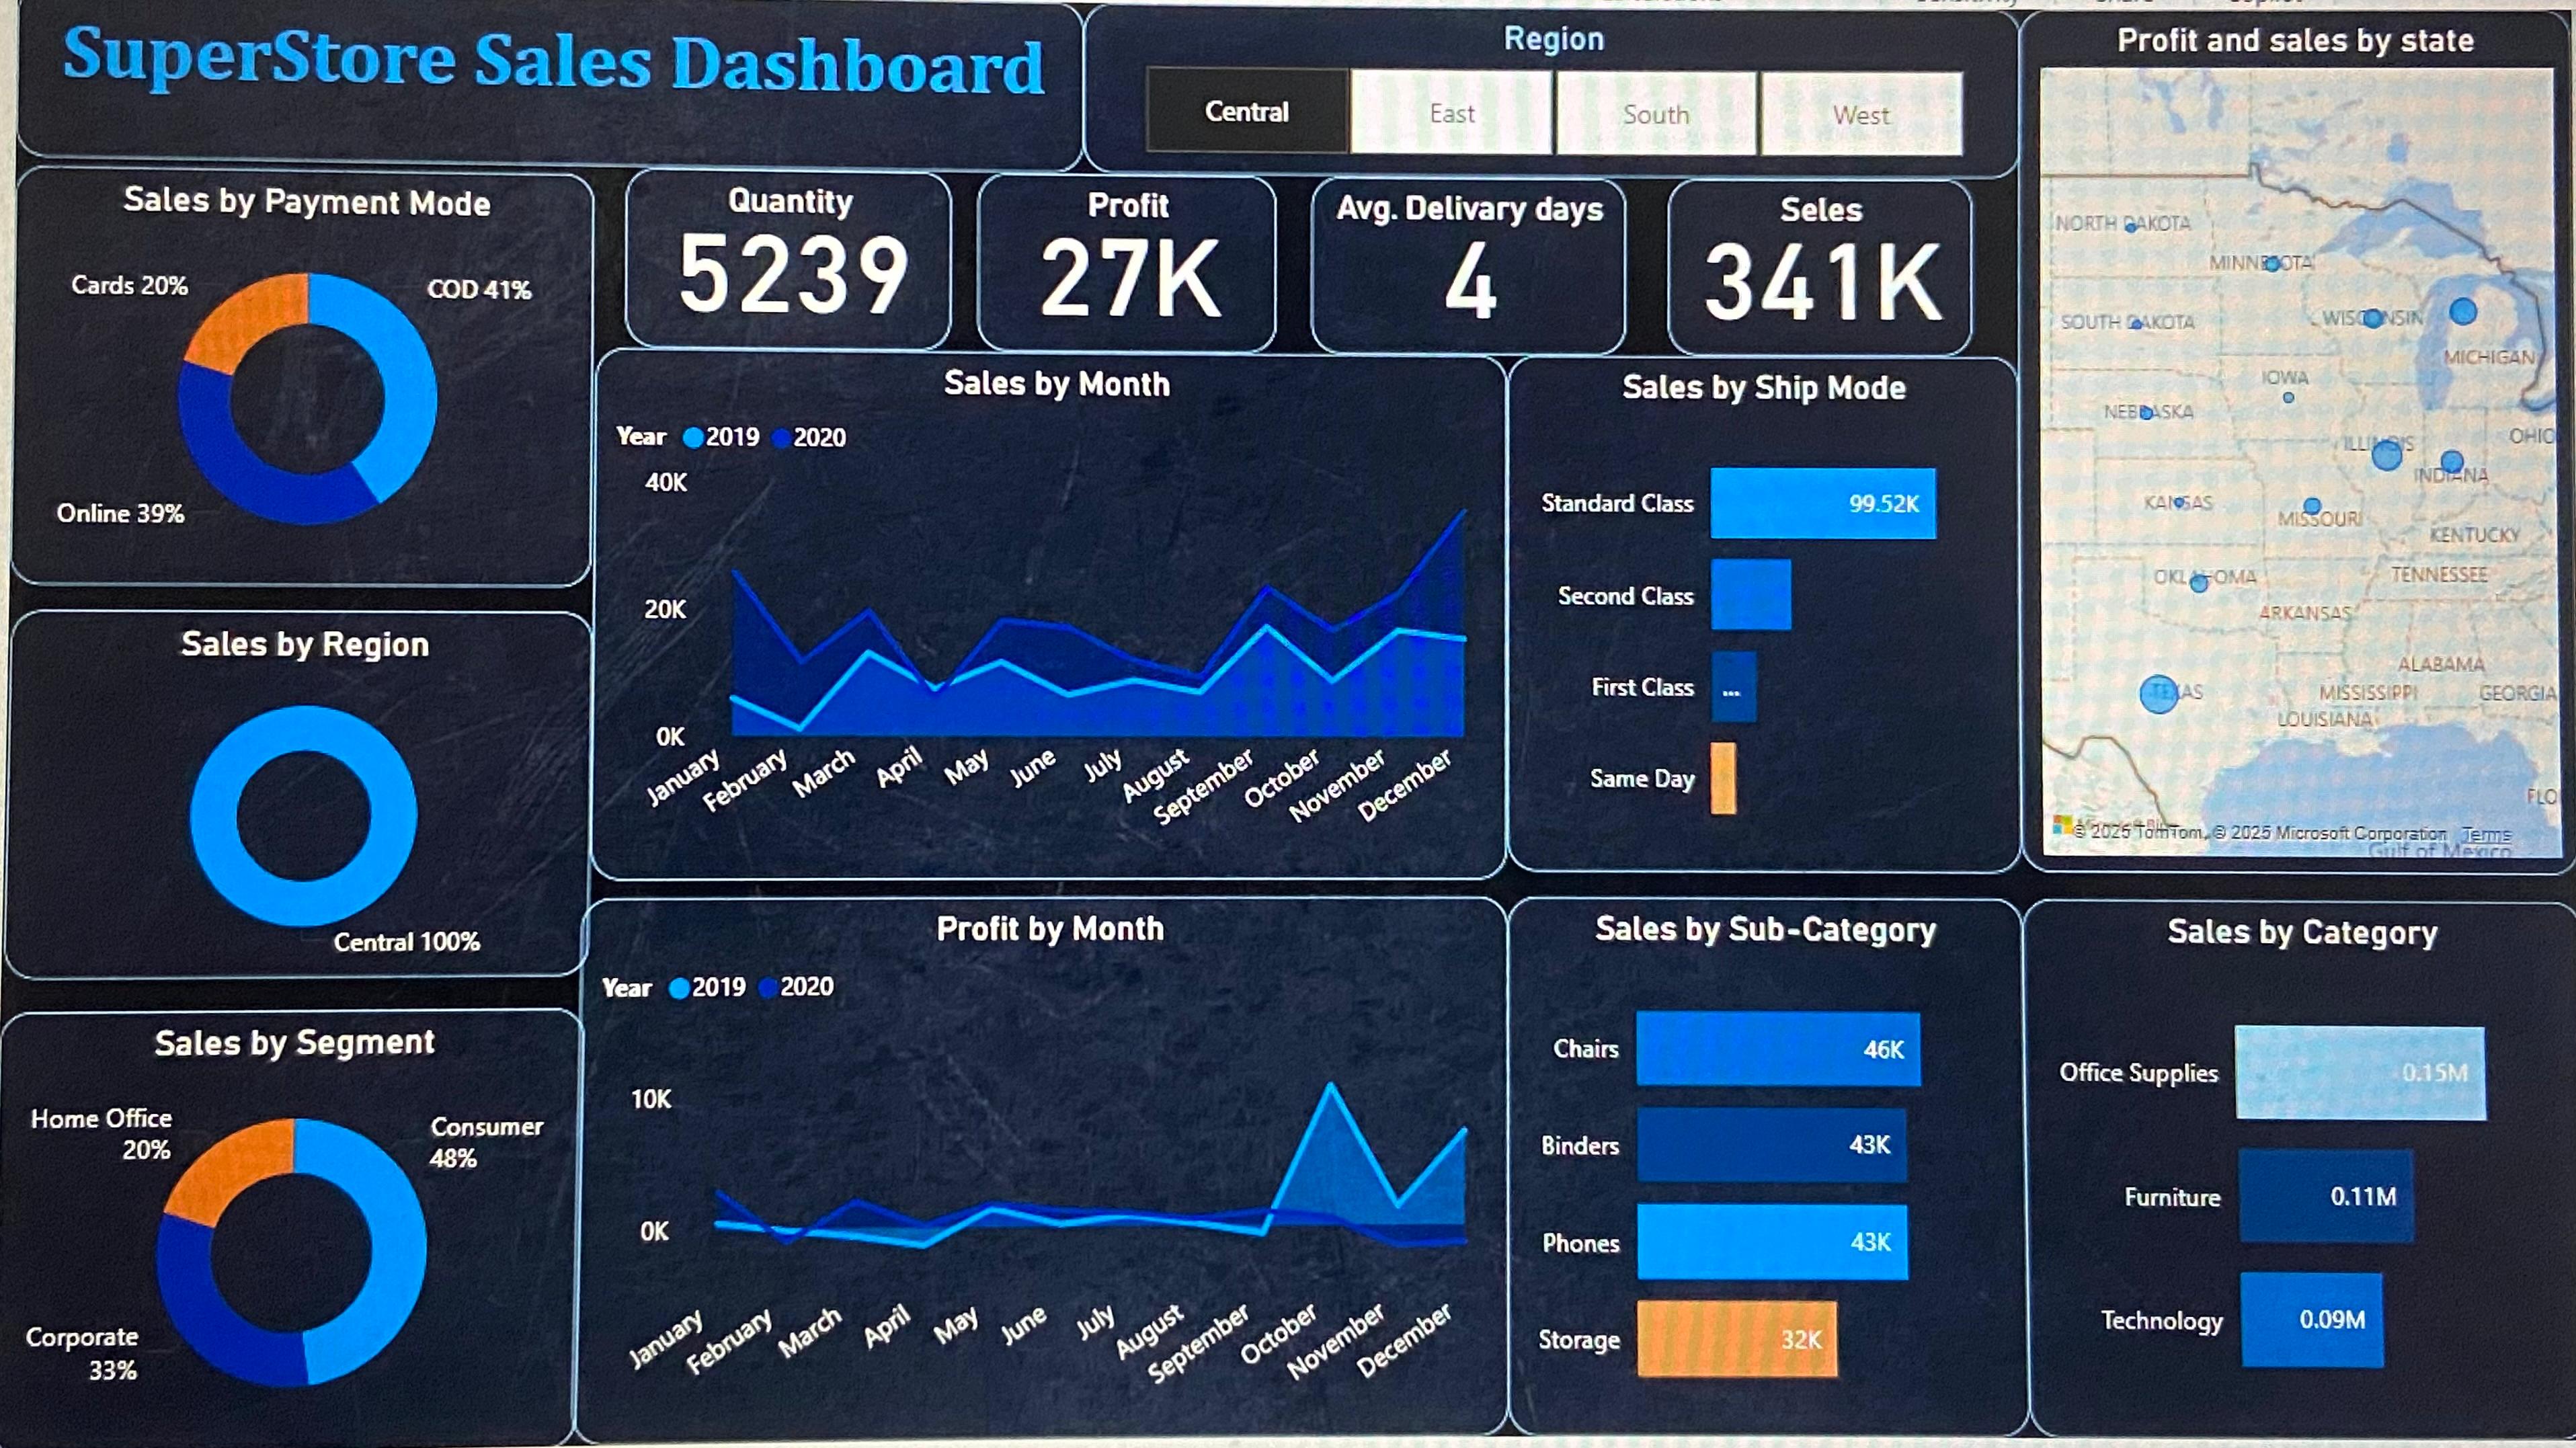 SuperStore Sales Dashboard
Region
Central East South West
Profit and sales by state
Sales by Payment Mode
Cards 20%
COD 41%
Online 39%
Quantity
5239
Profit
27K
Avg. Delivary days
4
Seles
341K
Sales by Month
Year 2019 2020
40K
20K
0K
January
February
March
April
May
June
July
August
September
October
November
December
Sales by Ship Mode
Standard Class 99.52K
Second Class
First Class ...
Same Day
NORTH DAKOTA
MINNESOTA
SOUTH DAKOTA
WISCONSIN
MICHIGAN
IOWA
NEBRASKA
ILLINOIS
OHIO
INDIANA
KANSAS
MISSOURI
KENTUCKY
OKLAHOMA
TENNESSEE
ARKANSAS
ALABAMA
TEXAS
MISSISSIPPI
GEORGIA
LOUISIANA
FLO
© 2025 TomTom, © 2025 Microsoft Corporation Terms
Gulf of Mexico
Sales by Region
Central 100%
Sales by Segment
Home Office
20%
Consumer
48%
Corporate
33%
Profit by Month
Year 2019 2020
10K
0K
January
February
March
April
May
June
July
August
September
October
November
December
Sales by Sub-Category
Chairs 46K
Binders 43K
Phones 43K
Storage 32K
Sales by Category
Office Supplies 0.15M
Furniture 0.11M
Technology 0.09M